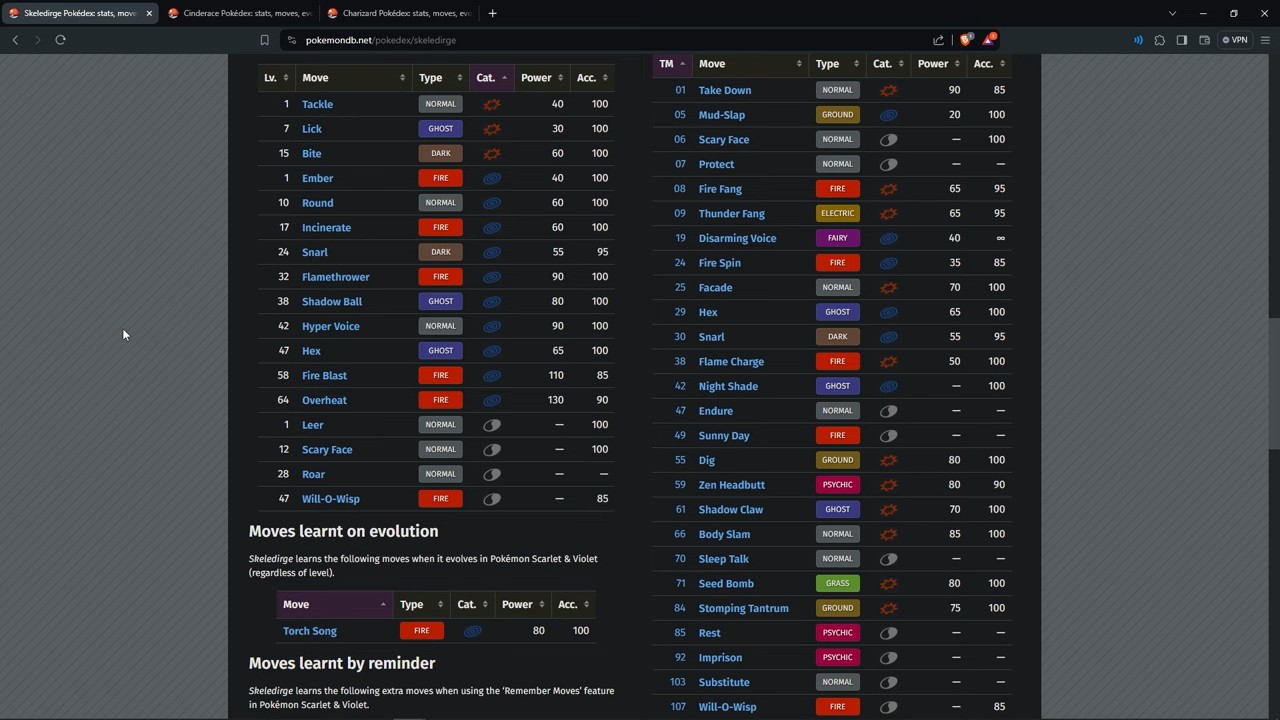 Skeledirge Pokédex: stats, move
Cinderace Pokédex: stats, moves, ev
Charizard Pokédex: stats, moves, evo
pokemondb.net/pokedex/skeledirge
VPN
Lv. Move Type Cat. Power Acc.
1 Tackle NORMAL 40 100
7 Lick GHOST 30 100
15 Bite DARK 60 100
1 Ember FIRE 40 100
10 Round NORMAL 60 100
17 Incinerate FIRE 60 100
24 Snarl DARK 55 95
32 Flamethrower FIRE 90 100
38 Shadow Ball GHOST 80 100
42 Hyper Voice NORMAL 90 100
47 Hex GHOST 65 100
58 Fire Blast FIRE 110 85
64 Overheat FIRE 130 90
1 Leer NORMAL — 100
12 Scary Face NORMAL — 100
28 Roar NORMAL — —
47 Will-O-Wisp FIRE — 85
Moves learnt on evolution
Skeledirge learns the following moves when it evolves in Pokémon Scarlet & Violet
(regardless of level).
Move Type Cat. Power Acc.
Torch Song FIRE 80 100
Moves learnt by reminder
Skeledirge learns the following extra moves when using the 'Remember Moves' feature
in Pokémon Scarlet & Violet.
TM Move Type Cat. Power Acc.
01 Take Down NORMAL 90 85
05 Mud-Slap GROUND 20 100
06 Scary Face NORMAL — 100
07 Protect NORMAL — —
08 Fire Fang FIRE 65 95
09 Thunder Fang ELECTRIC 65 95
19 Disarming Voice FAIRY 40 ∞
24 Fire Spin FIRE 35 85
25 Facade NORMAL 70 100
29 Hex GHOST 65 100
30 Snarl DARK 55 95
38 Flame Charge FIRE 50 100
42 Night Shade GHOST — 100
47 Endure NORMAL — —
49 Sunny Day FIRE — —
55 Dig GROUND 80 100
59 Zen Headbutt PSYCHIC 80 90
61 Shadow Claw GHOST 70 100
66 Body Slam NORMAL 85 100
70 Sleep Talk NORMAL — —
71 Seed Bomb GRASS 80 100
84 Stomping Tantrum GROUND 75 100
85 Rest PSYCHIC — —
92 Imprison PSYCHIC — —
103 Substitute NORMAL — —
107 Will-O-Wisp FIRE — 85